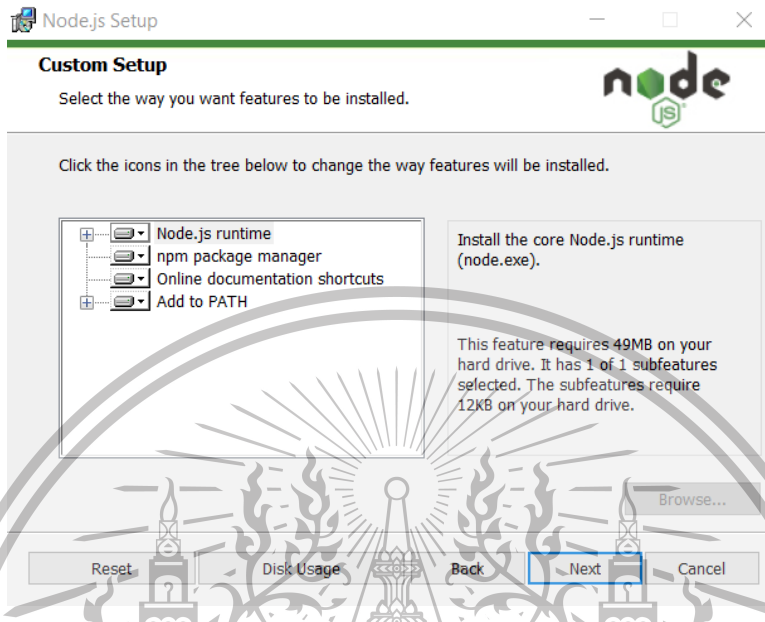 Node.js Setup
Custom Setup
Select the way you want features to be installed.
node
JS
Click the icons in the tree below to change the way features will be installed.
Node.js runtime
npm package manager
Online documentation shortcuts
Add to PATH
Install the core Node.js runtime
(node.exe).
This feature requires 49MB on your
hard drive. It has 1 of 1 subfeatures
selected. The subfeatures require
12KB on your hard drive.
Browse...
Reset
Disk Usage
Back
Next
Cancel